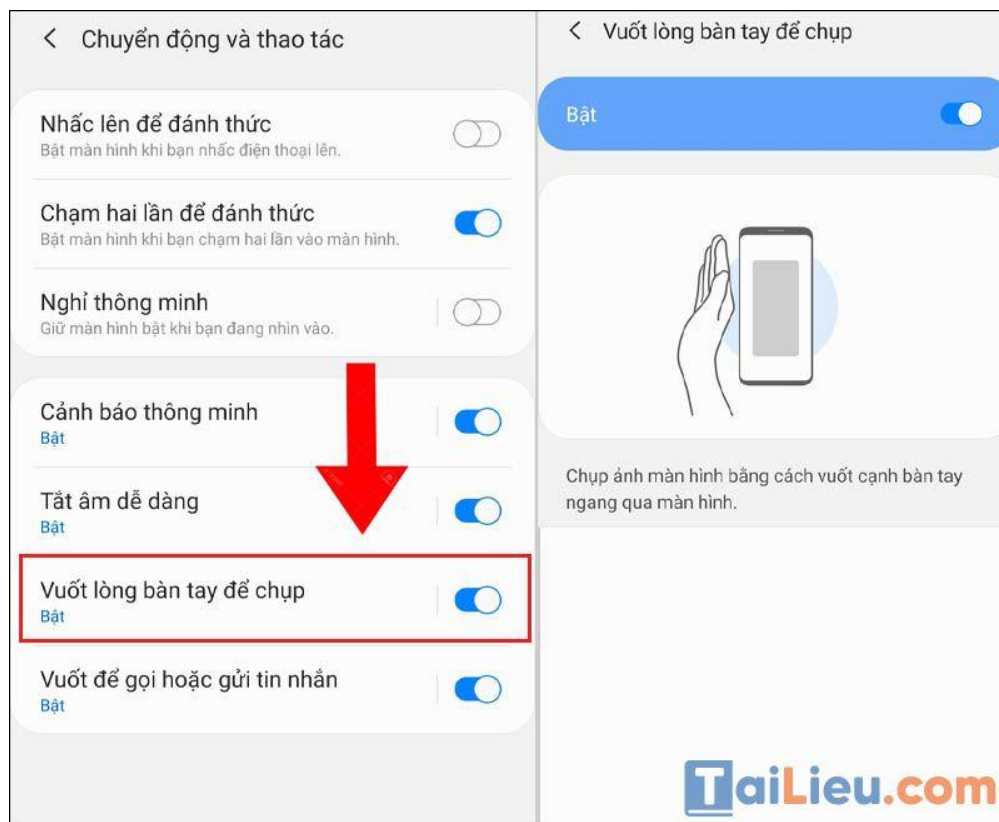 Chuyển động và thao tác
Nhấc lên để đánh thức
Bật màn hình khi bạn nhấc điện thoại lên.
Chạm hai lần để đánh thức
Bật màn hình khi bạn chạm hai lần vào màn hình.
Nghỉ thông minh
Giữ màn hình bật khi bạn đang nhìn vào.
Cảnh báo thông minh
Bật
Tắt âm dễ dàng
Bật
Vuốt lòng bàn tay để chụp
Bật
Vuốt để gọi hoặc gửi tin nhắn
Bật
Vuốt lòng bàn tay để chụp
Bật
Chụp ảnh màn hình bằng cách vuốt cạnh bàn tay
ngang qua màn hình.
TaiLieu.com